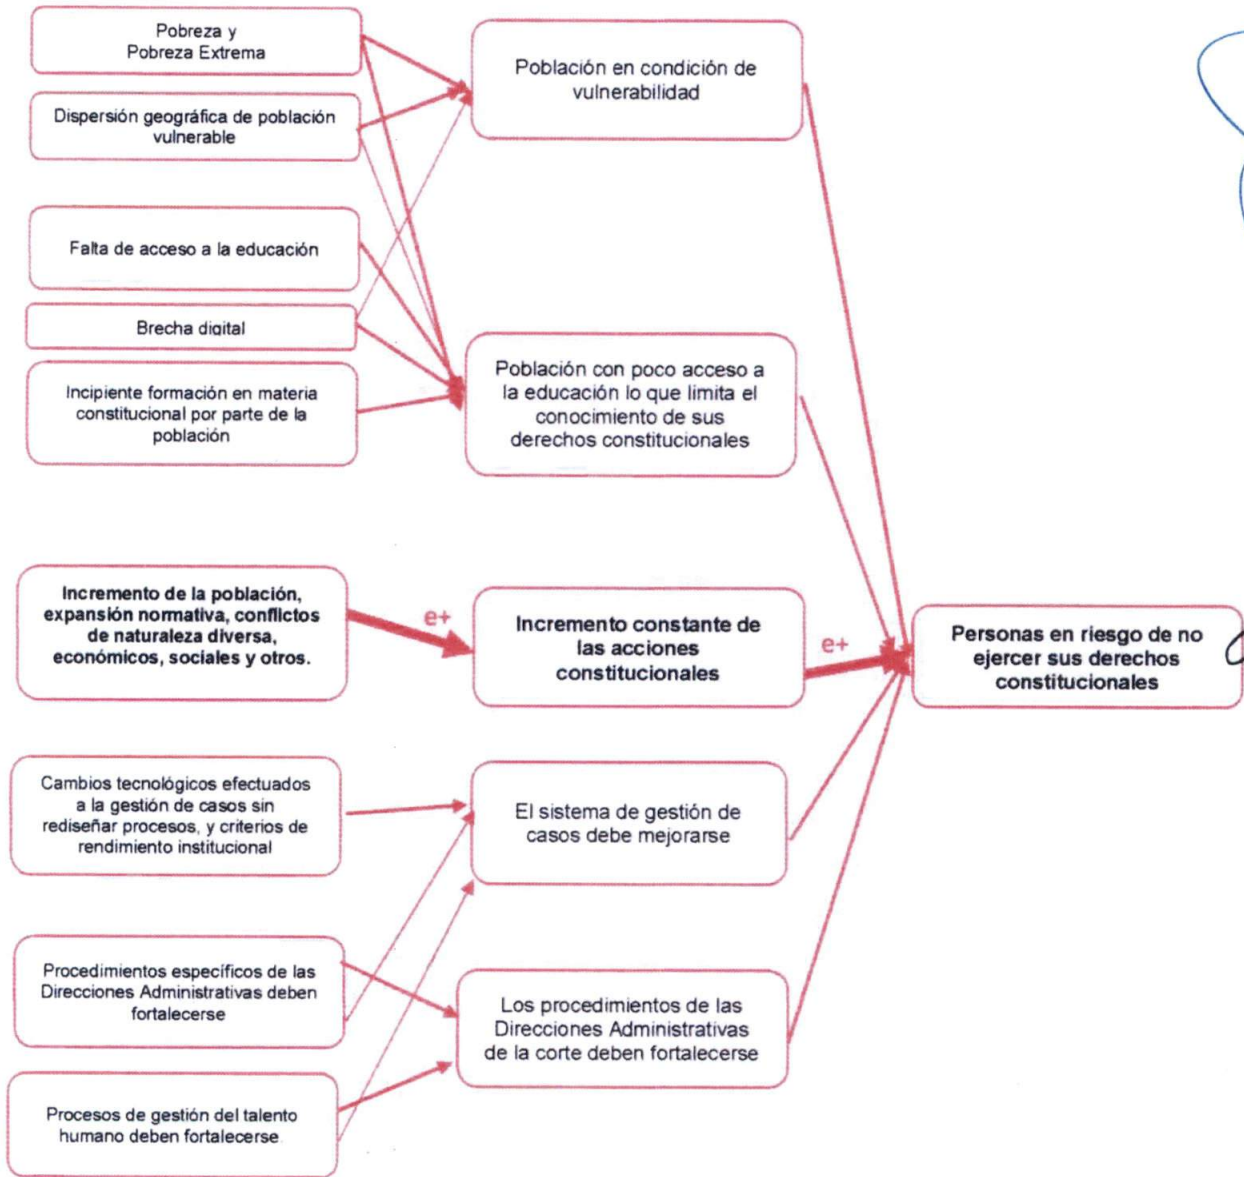 Pobreza y
Pobreza Extrema
Dispersión geográfica de población
vulnerable
Falta de acceso a la educación
Brecha digital
Incipiente formación en materia
constitucional por parte de la
población
Incremento de la población,
expansión normativa, conflictos
de naturaleza diversa,
económicos, sociales y otros.
Cambios tecnológicos efectuados
a la gestión de casos sin
rediseñar procesos, y criterios de
rendimiento institucional
Procedimientos específicos de las
Direcciones Administrativas deben
fortalecerse
Procesos de gestión del talento
humano deben fortalecerse
Población en condición de
vulnerabilidad
Población con poco acceso a
la educación lo que limita el
conocimiento de sus
derechos constitucionales
e+
Incremento constante de
las acciones
constitucionales
El sistema de gestión de
casos debe mejorarse
Los procedimientos de las
Direcciones Administrativas
de la corte deben fortalecerse
e+
Personas en riesgo de no
ejercer sus derechos
constitucionales